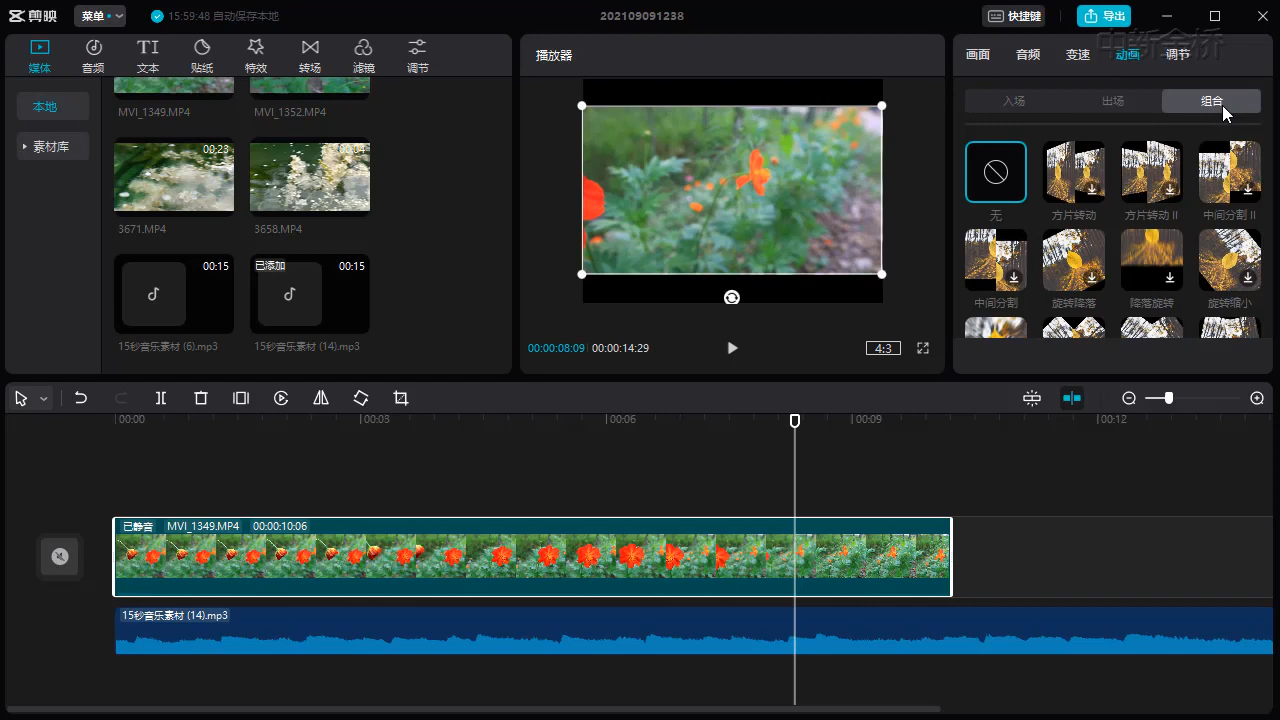 剪映
菜单
15:59:48 自动保存本地
202109091238
快捷键
导出
中新金桥
媒体
音频
文本
贴纸
特效
转场
滤镜
调节
播放器
画面
音频
变速
动画
调节
本地
素材库
MVI_1349.MP4
MVI_1352.MP4
00:23
00:04
3671.MP4
3658.MP4
00:15
已添加
00:15
15秒音乐素材 (6).mp3
15秒音乐素材 (14).mp3
00:00:08:09
00:00:14:29
4:3
入场
出场
组合
无
方片转动
方片转动 II
中间分割 II
中间分割
旋转降落
降落旋转
旋转缩小
00:00
00:03
00:06
00:09
00:12
已静音
MVI_1349.MP4
00:00:10:06
15秒音乐素材 (14).mp3